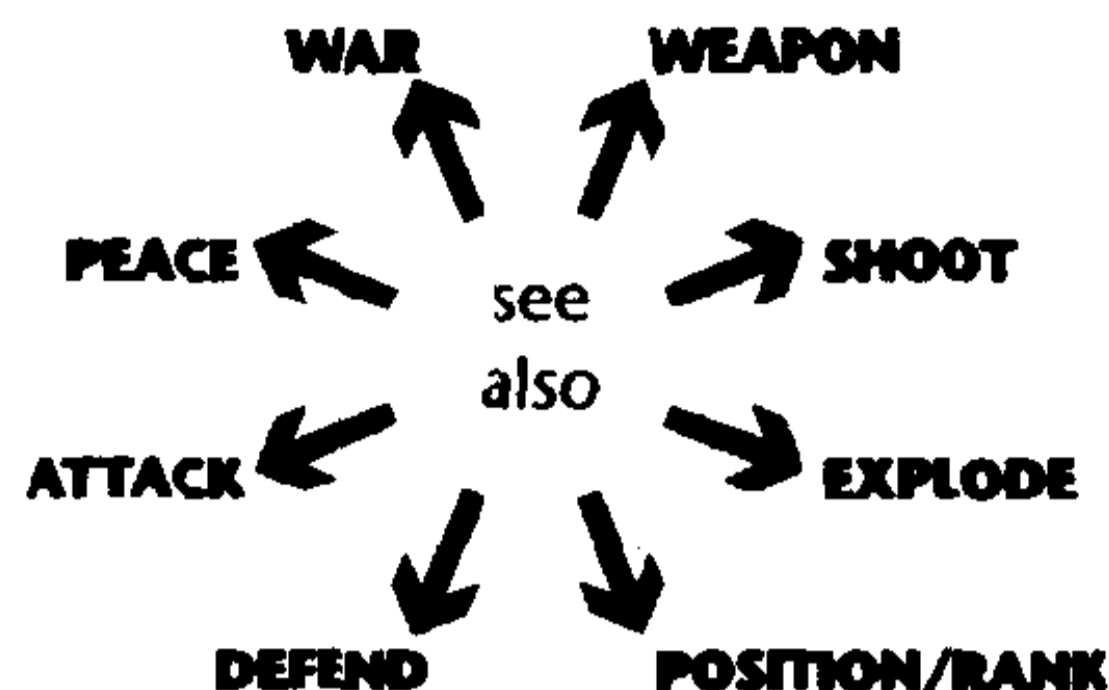 WAR WEAPON
PEACE SHOOT
see
also
ATTACK EXPLODE
DEFEND POSITION/RANK